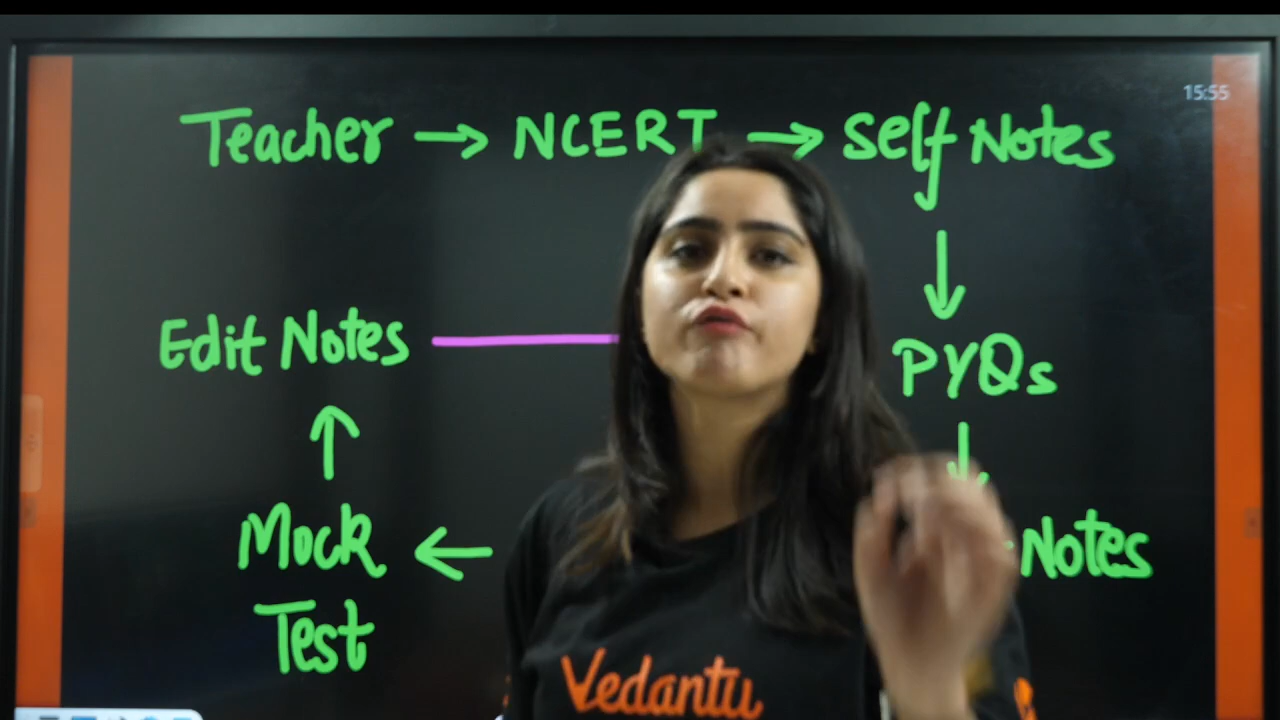 15:55
Teacher → NCERT → Self Notes
Edit Notes
PYQs
Mock ← Notes
Test
Vedantu